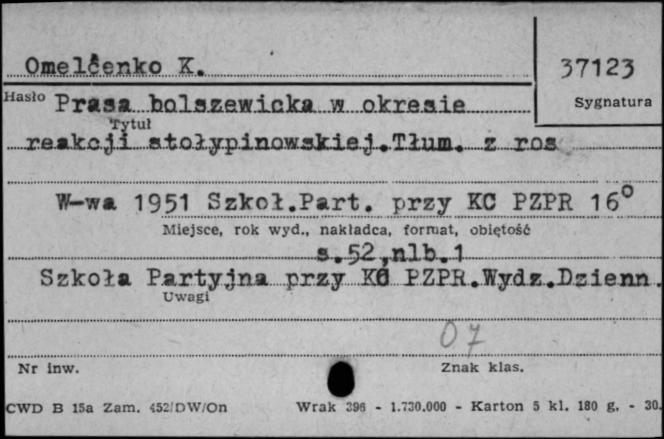 Omelčenko K.
37123
Hasło
Sygnatura
Prasa bolszewicka w okresie
Tytuł
reakcji stołypinowskiej.Tłum. z ros
W-wa 1951 Szkoł.Part. przy KC PZPR 16°
Miejsce, rok wyd., nakładca, format, objętość
s.52,nlb.1
Szkoła Partyjna przy KC PZPR.Wydz.Dzienn.
Uwagi
07
Nr inw.
Znak klas.
CWD B 15a Zam. 452/DW/On Wrak 396 - 1.730.000 - Karton 5 kl. 180 g. - 30.